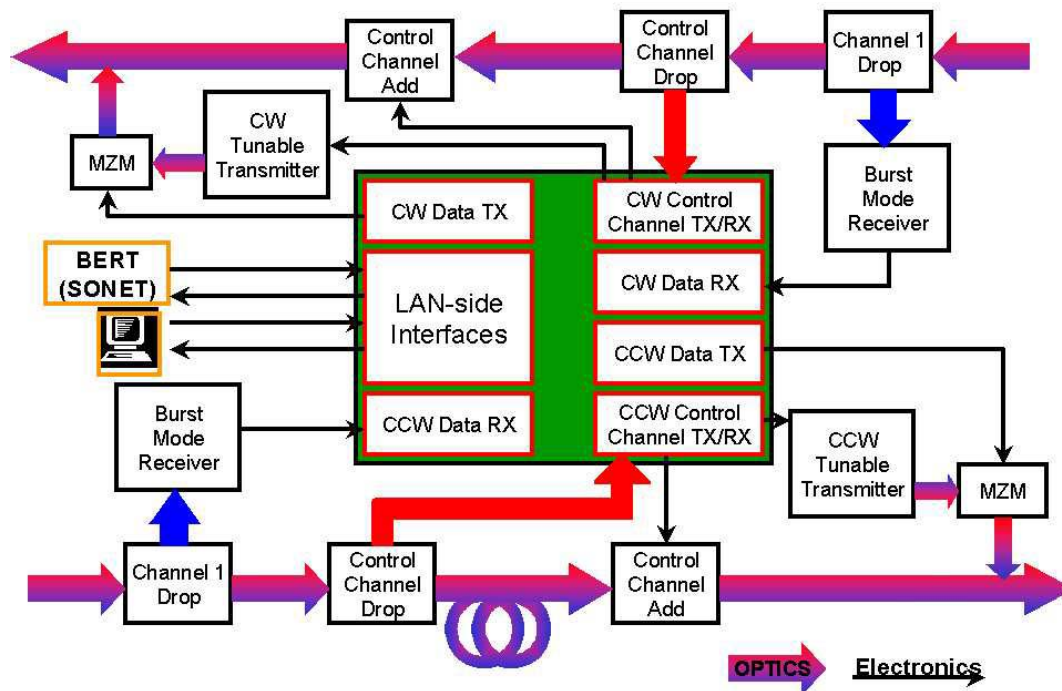 Control
Channel
Add
Control
Channel
Drop
Channel 1
Drop
CW
Tunable
Transmitter
MZM
Burst
Mode
Receiver
CW Data TX
CW Control
Channel TX/RX
BERT
(SONET)
LAN-side
Interfaces
CW Data RX
CCW Data TX
CCW Data RX
CCW Control
Channel TX/RX
Burst
Mode
Receiver
CCW
Tunable
Transmitter
MZM
Channel 1
Drop
Control
Channel
Drop
Control
Channel
Add
OPTICS
Electronics